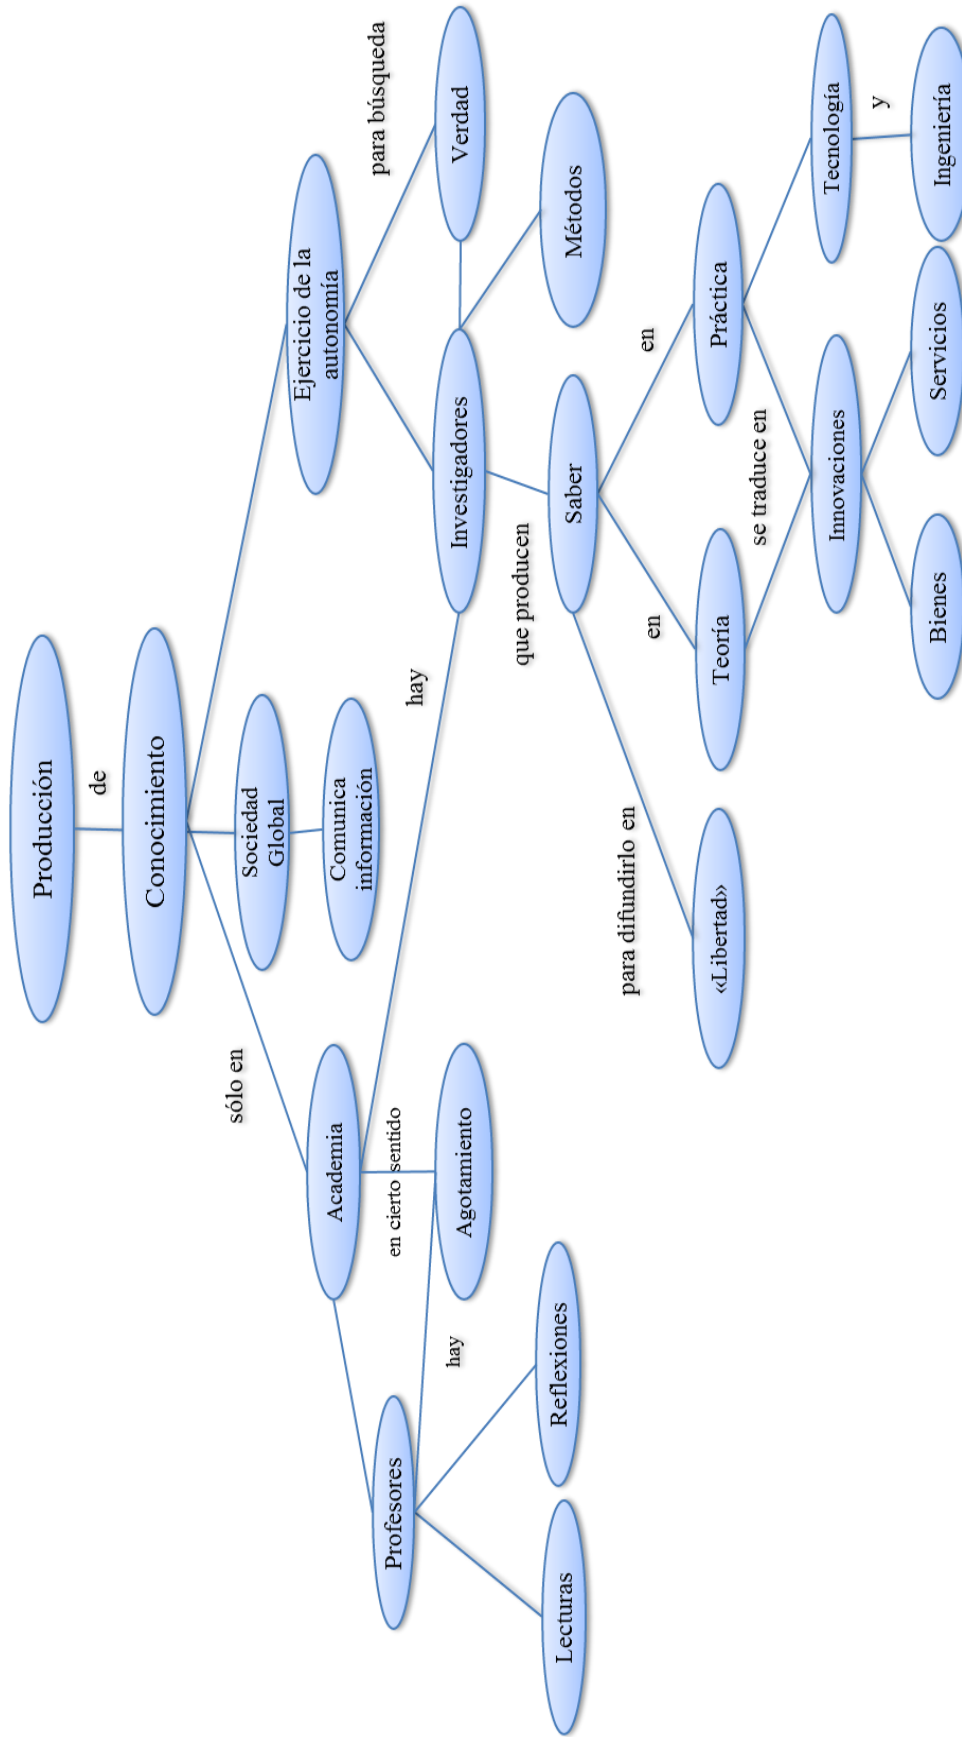 Producción
de
Conocimiento
sólo en
Sociedad
Global
Ejercicio de la
autonomía
Academia
Comunica
información
para búsqueda
en cierto sentido
hay
Profesores
Agotamiento
Investigadores
Verdad
hay
que producen
Lecturas
Reflexiones
Saber
Métodos
para difundirlo en
en
en
«Libertad»
Teoría
Práctica
se traduce en
Innovaciones
Tecnología
y
Bienes
Servicios
Ingeniería